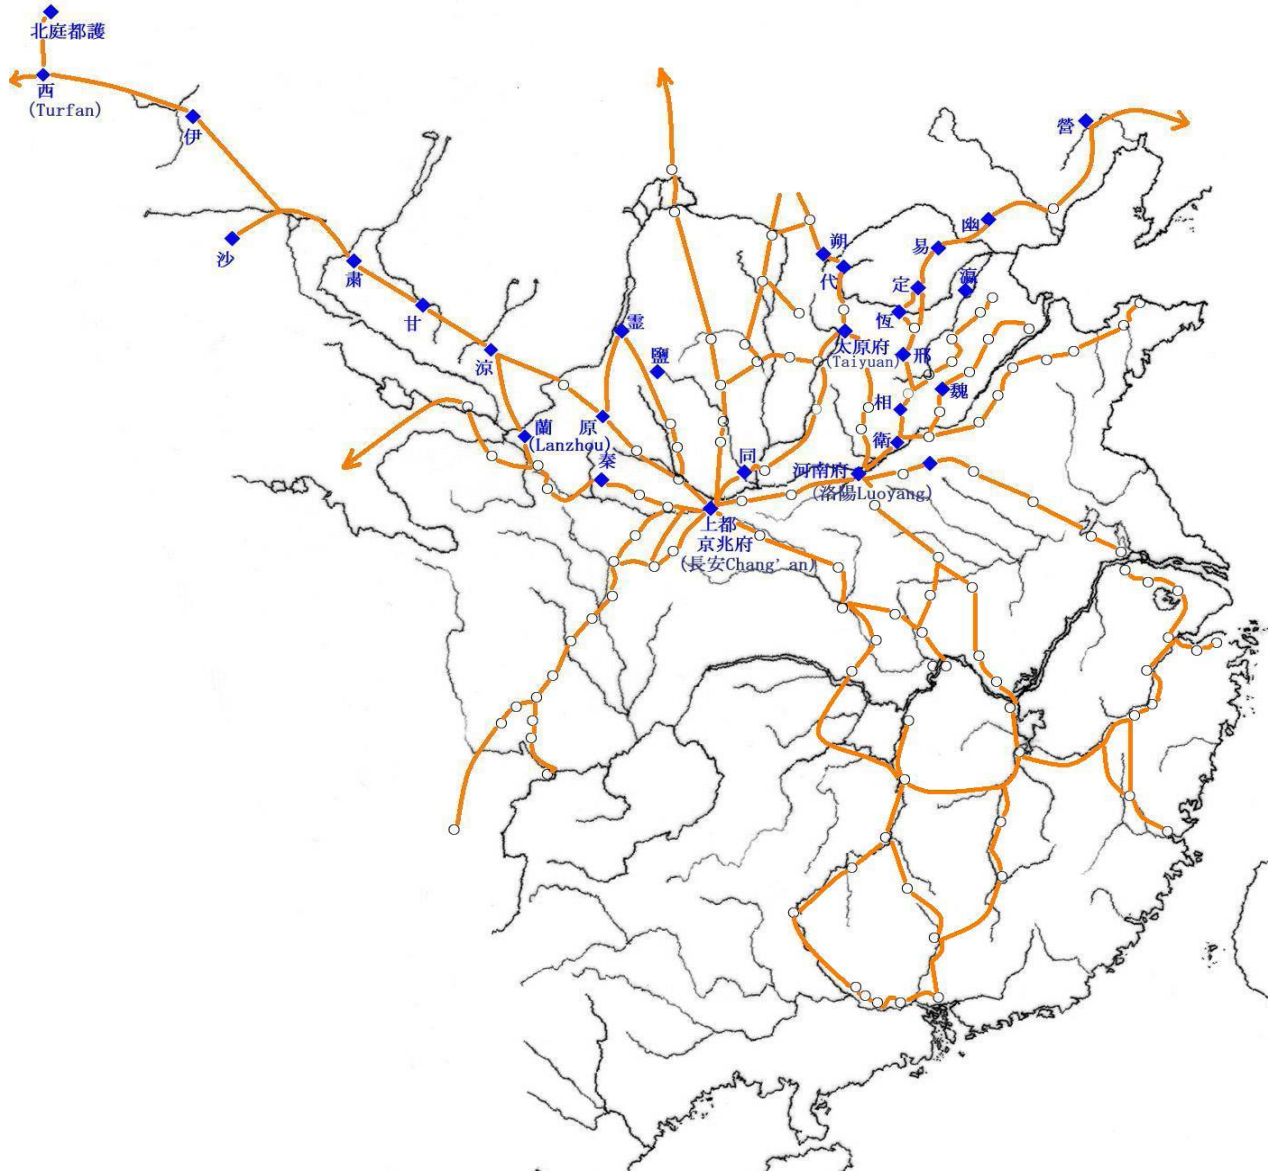 北庭都護
西
(Turfan)
伊
沙
肅
甘
涼
蘭
(Lanzhou)
原
秦
霊
鹽
同
上都
京兆府
(長安Chang'an)
河南府
(洛陽Luoyang)
太原府
(Taiyuan)
朔
代
恆
定
易
幽
瀛
營
邢
相
魏
衛